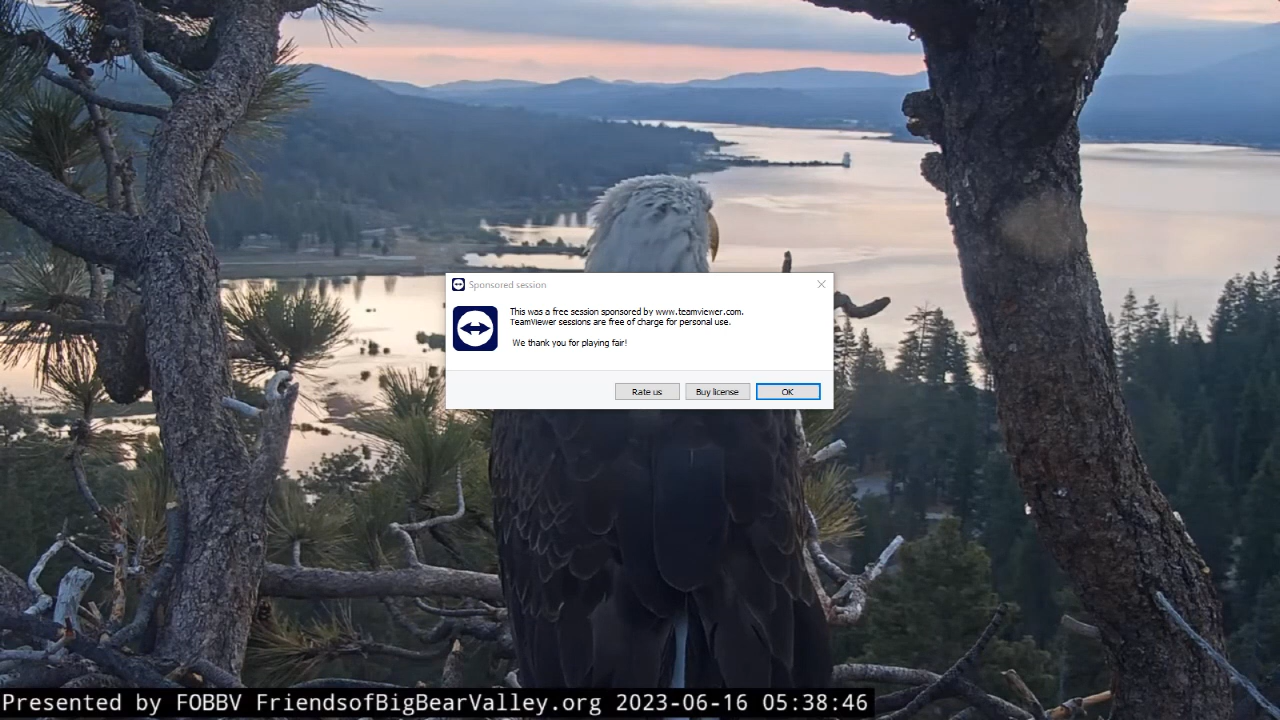 Sponsored session
This was a free session sponsored by www.teamviewer.com.
TeamViewer sessions are free of charge for personal use.
We thank you for playing fair!
Rate us Buy license OK
Presented by FOBBV FriendsofBigBearValley.org 2023-06-16 05:38:46